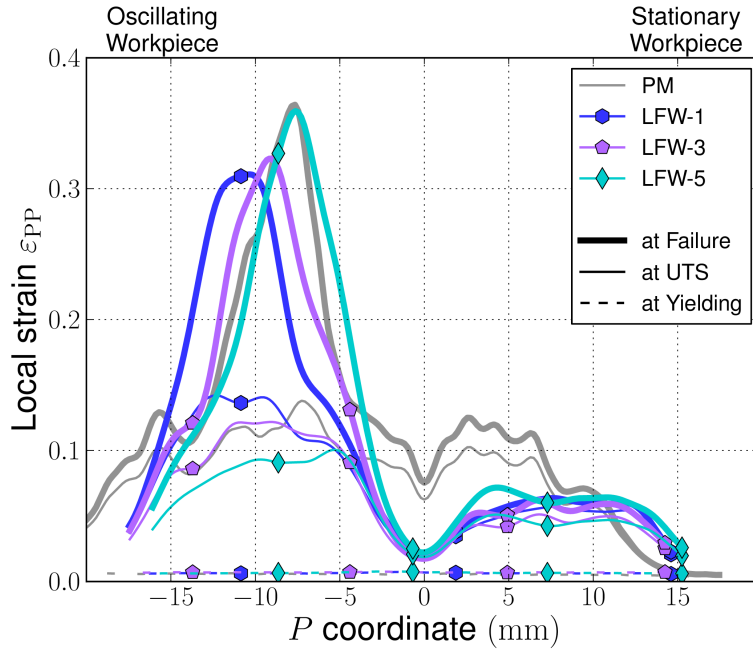 Oscillating
Workpiece
Stationary
Workpiece
0.4
0.3
0.2
0.1
0.0
Local strain εPP
PM
LFW-1
LFW-3
LFW-5
at Failure
at UTS
at Yielding
−15
−10
−5
0
5
10
15
P coordinate (mm)